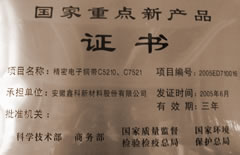 国家重点新产品
证书
项目名称：精密电子铜带C5210、C7521 项目编号：2005ED710016
承担单位：安徽鑫科新材料股份有限公司 发证时间：2005年6月
有效期：三年
批准机关：
科学技术部 商务部 国家质量监督检验检疫总局 国家环境保护总局